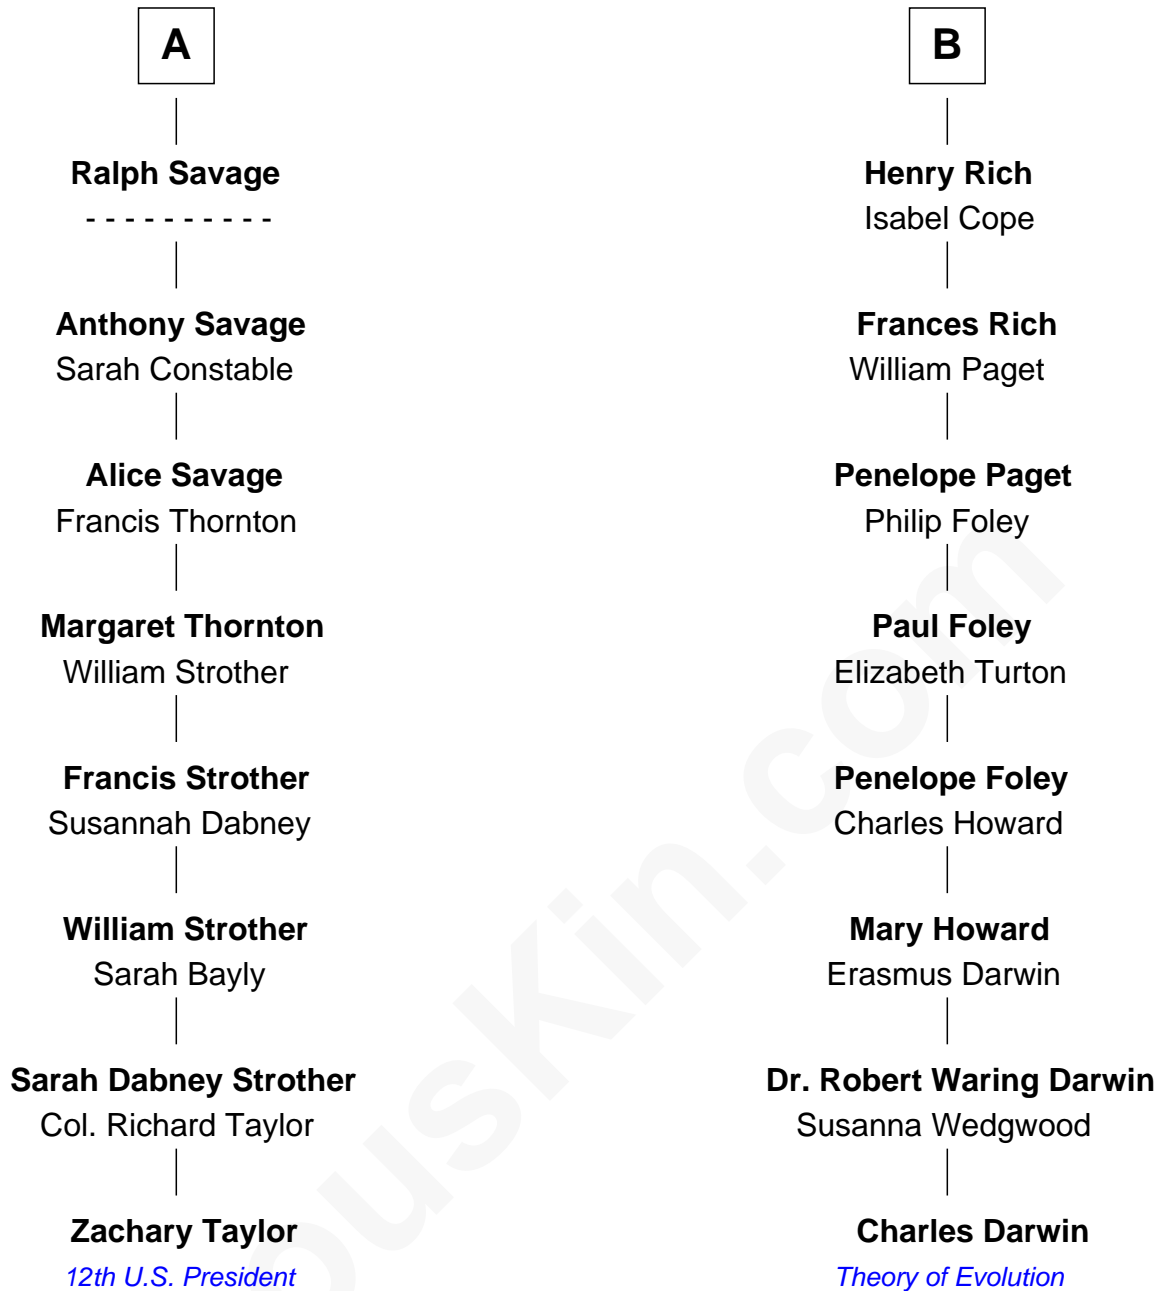 A
Ralph Savage
- - - - - - - - - -
Anthony Savage
Sarah Constable
Alice Savage
Francis Thornton
Margaret Thornton
William Strother
Francis Strother
Susannah Dabney
William Strother
Sarah Bayly
Sarah Dabney Strother
Col. Richard Taylor
Zachary Taylor
12th U.S. President
B
Henry Rich
Isabel Cope
Frances Rich
William Paget
Penelope Paget
Philip Foley
Paul Foley
Elizabeth Turton
Penelope Foley
Charles Howard
Mary Howard
Erasmus Darwin
Dr. Robert Waring Darwin
Susanna Wedgwood
Charles Darwin
Theory of Evolution
ousKin.com